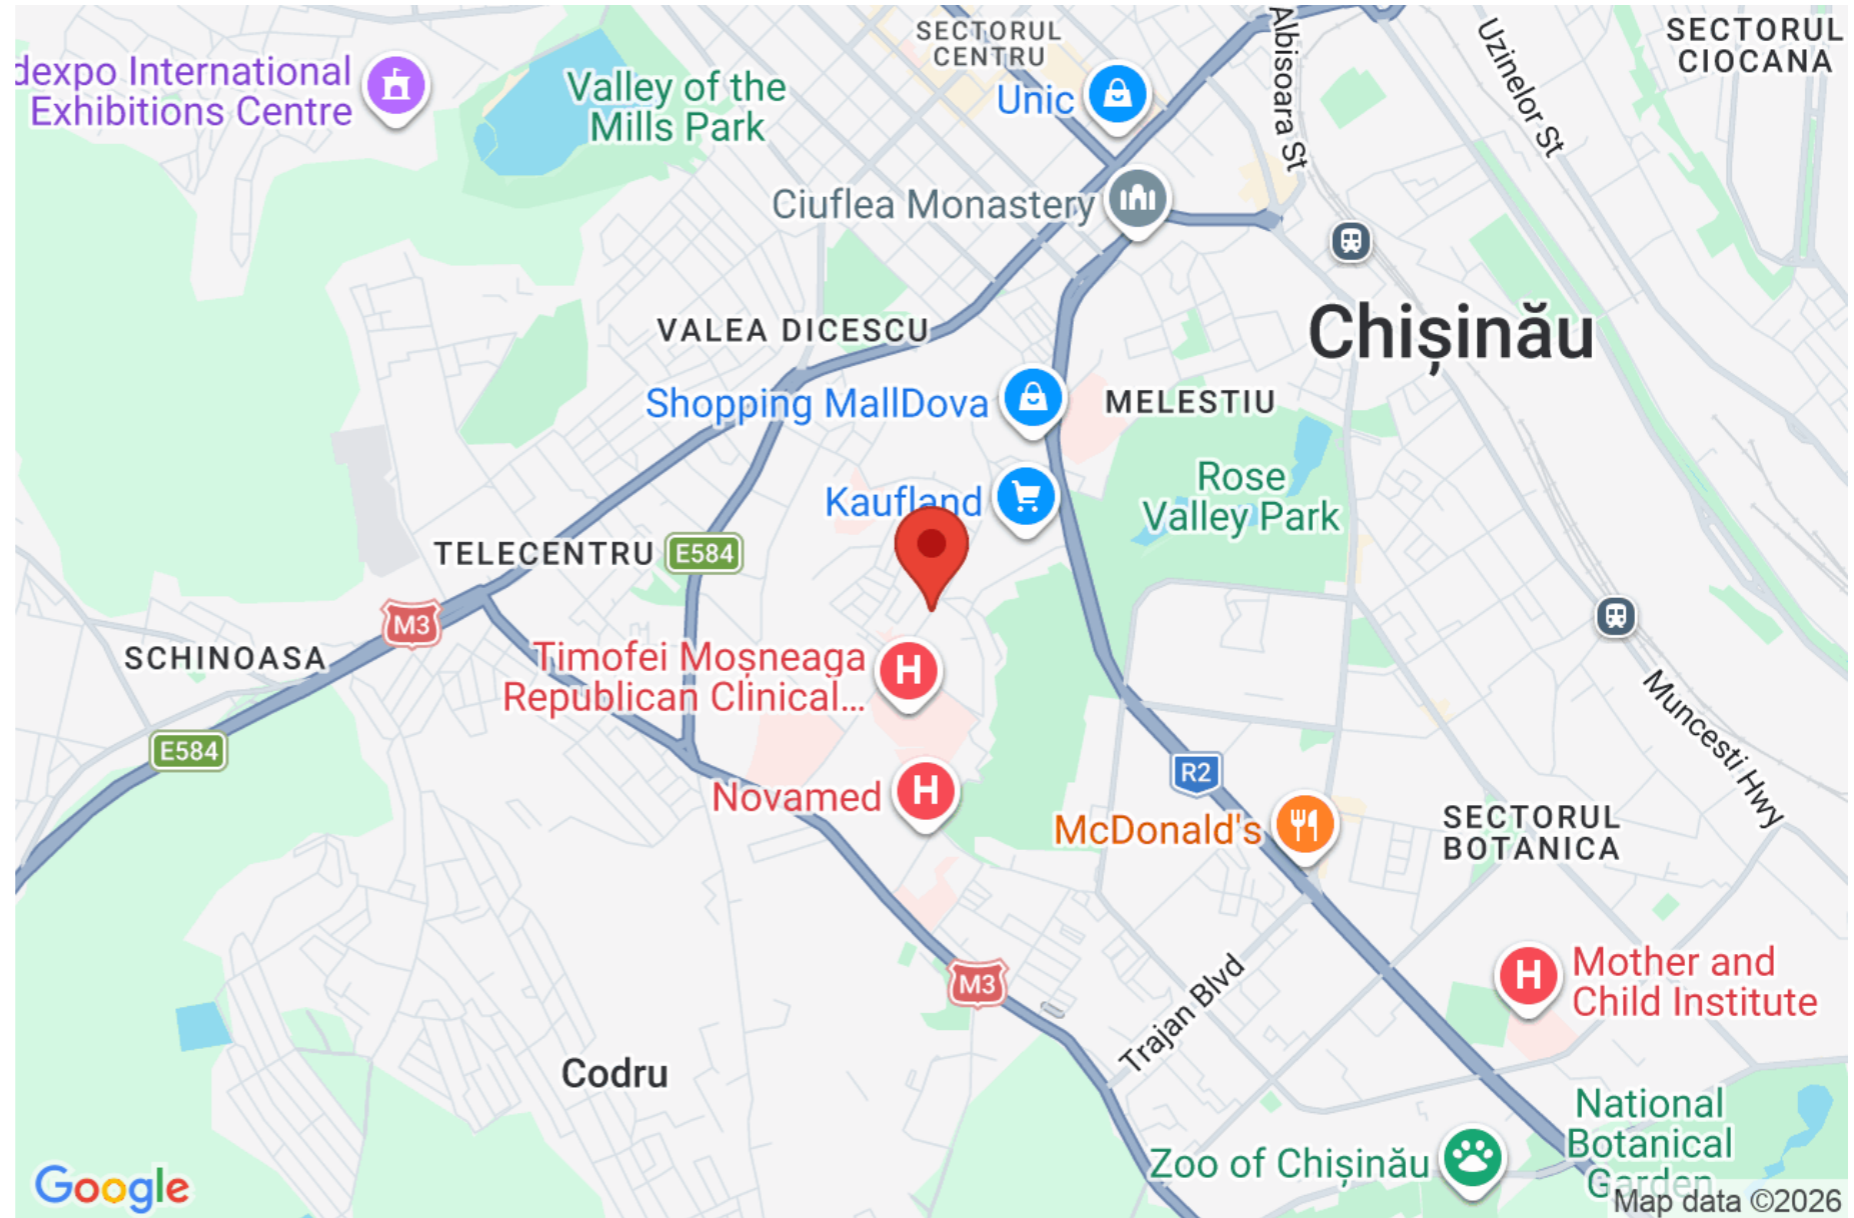 SECTORUL
CENTRU
SECTORUL
CIOCANA
dexpo International
Exhibitions Centre
Valley of the
Mills Park
Unic
Albisoara St
Uzinelor St
Ciuflea Monastery
Chișinău
VALEA DICESCU
Shopping MallDova
MELESTIU
Rose
Valley Park
Kaufland
TELECENTRU
E584
M3
SCHINOASA
Timofei Moșneaga
Republican Clinical...
H
E584
Muncesti Hwy
R2
Novamed
H
McDonald's
SECTORUL
BOTANICA
M3
Trajan Blvd
H
Mother and
Child Institute
Codru
National
Botanical
Garden
Zoo of Chișinău
Google
Map data ©2026